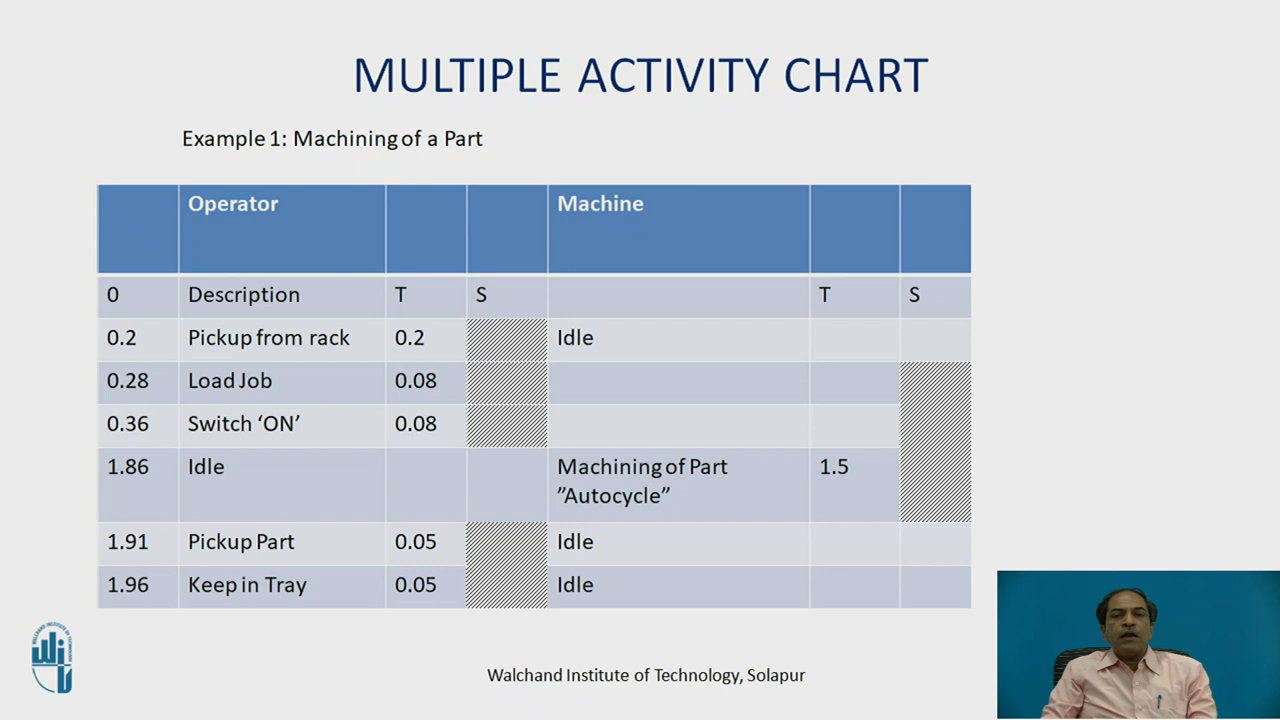 MULTIPLE ACTIVITY CHART
Example 1: Machining of a Part
Operator Machine
0 Description T S T S
0.2 Pickup from rack 0.2 Idle
0.28 Load Job 0.08
0.36 Switch ‘ON’ 0.08
1.86 Idle Machining of Part 1.5
”Autocycle”
1.91 Pickup Part 0.05 Idle
1.96 Keep in Tray 0.05 Idle
Walchand Institute of Technology, Solapur